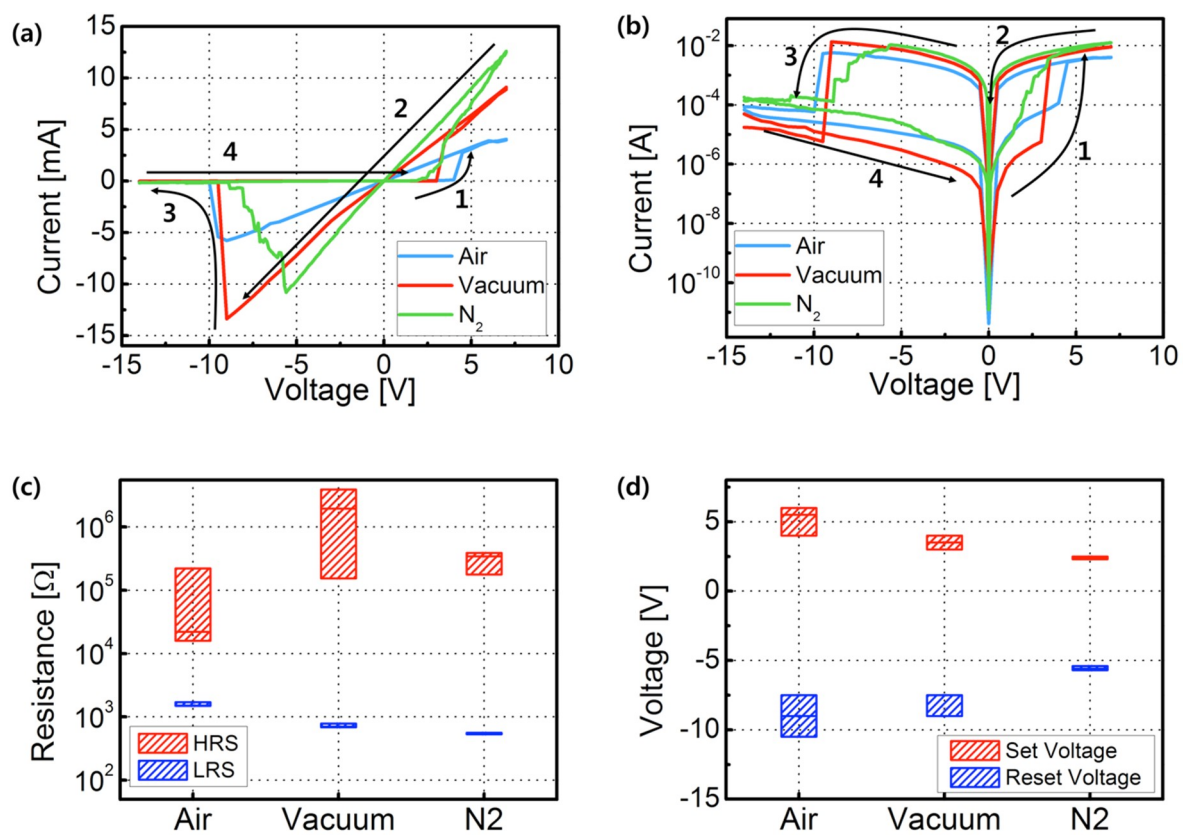 (a)
15
10
5
0
-5
-10
-15
Current [mA]
2
4
3
1
Air
Vacuum
N₂
-15 -10 -5 0 5 10
Voltage [V]
(b)
10⁻²
10⁻⁴
10⁻⁶
10⁻⁸
10⁻¹⁰
Current [A]
3
2
1
4
Air
Vacuum
N₂
-15 -10 -5 0 5 10
Voltage [V]
(c)
10⁶
10⁵
10⁴
10³
10²
Resistance [Ω]
HRS
LRS
Air Vacuum N2
(d)
5
0
-5
-10
-15
Voltage [V]
Set Voltage
Reset Voltage
Air Vacuum N2